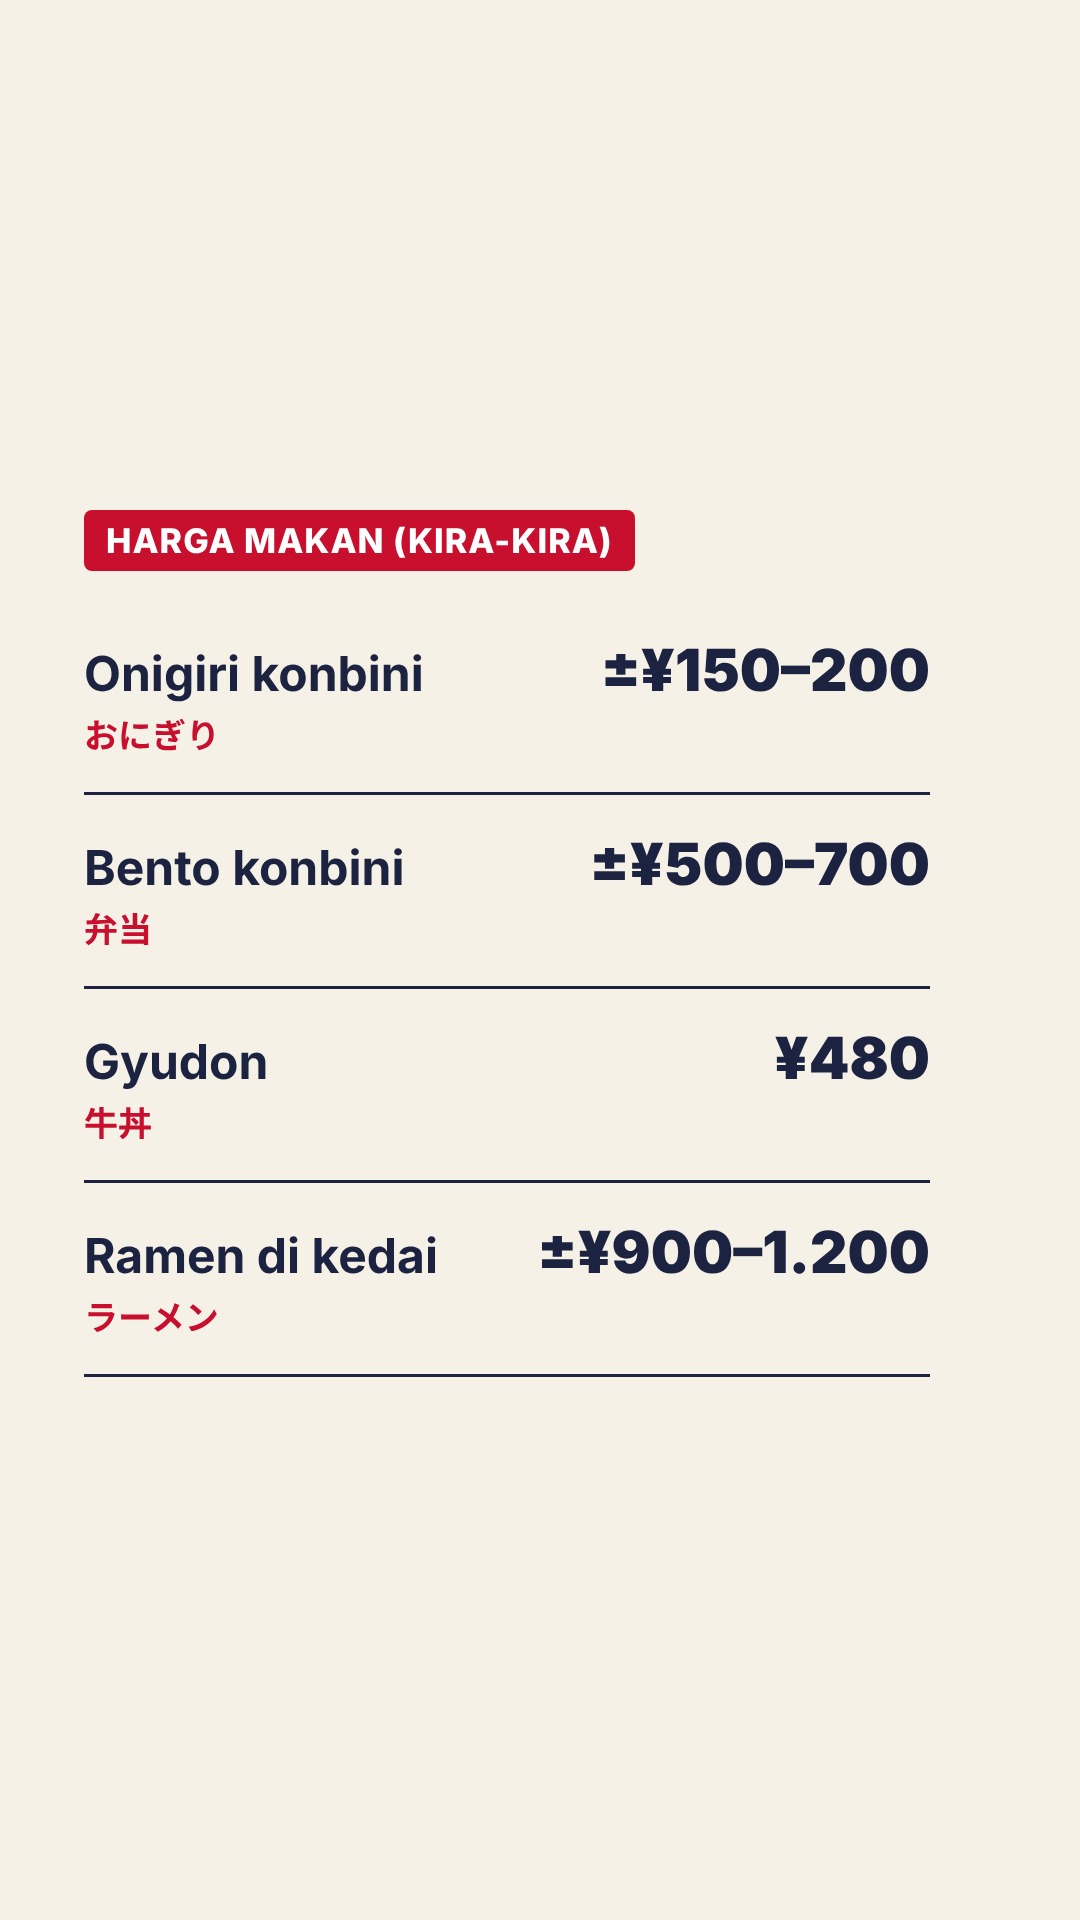 HARGA MAKAN (KIRA-KIRA)
Onigiri konbini ±¥150–200
おにぎり
Bento konbini ±¥500–700
弁当
Gyudon ¥480
牛丼
Ramen di kedai ±¥900–1.200
ラーメン